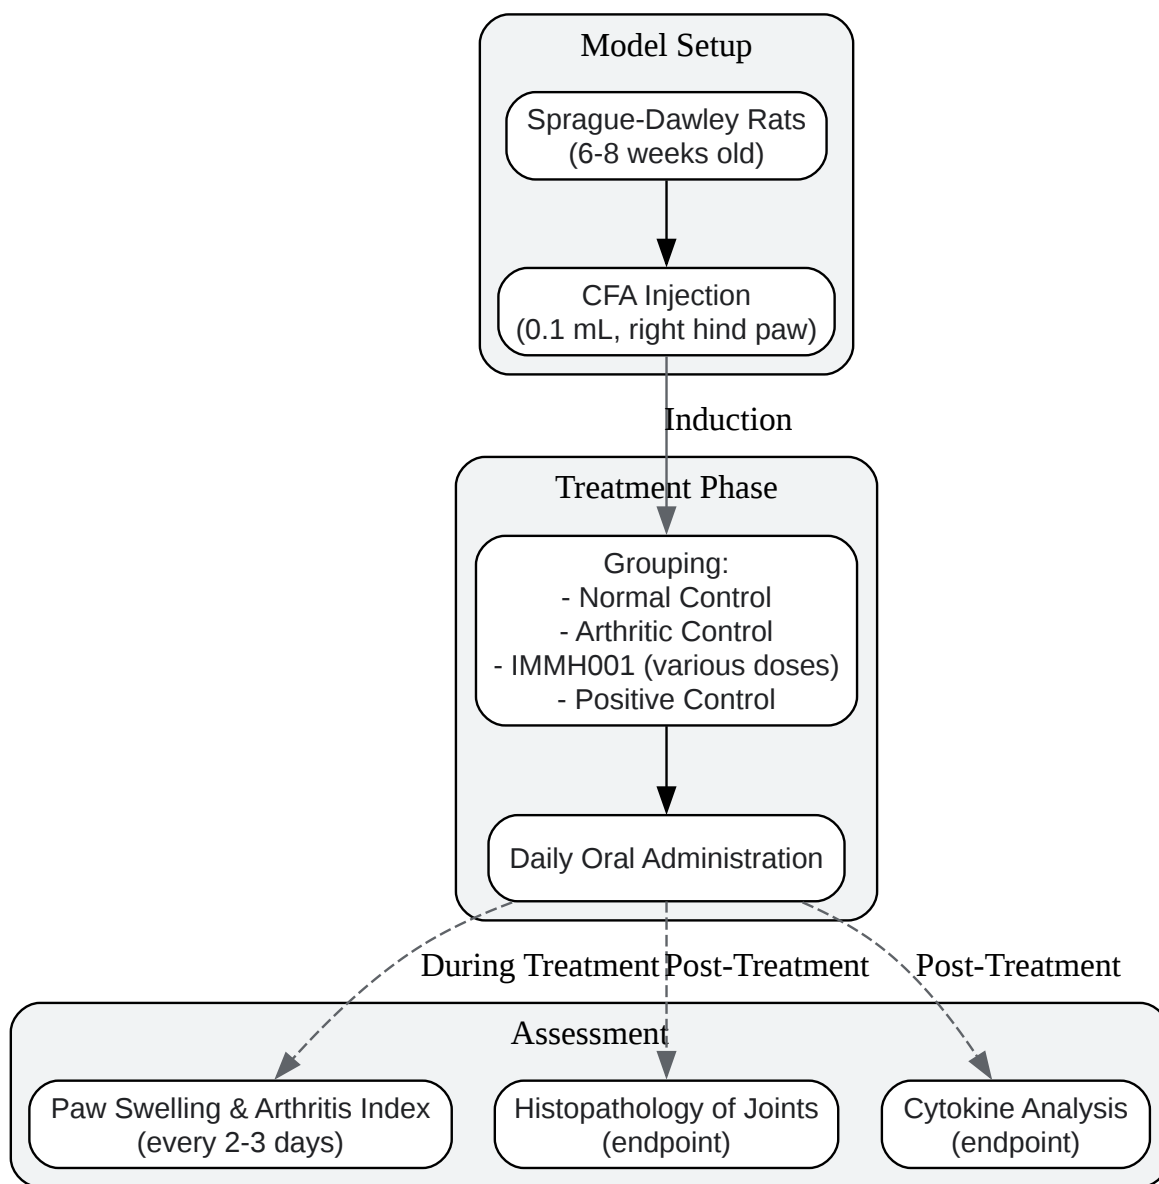 Model Setup
Sprague-Dawley Rats
(6-8 weeks old)
CFA Injection
(0.1 mL, right hind paw)
Induction
Treatment Phase
Grouping:
- Normal Control
- Arthritic Control
- IMMH001 (various doses)
- Positive Control
Daily Oral Administration
During Treatment
Post-Treatment
Post-Treatment
Assessment
Paw Swelling & Arthritis Index
(every 2-3 days)
Histopathology of Joints
(endpoint)
Cytokine Analysis
(endpoint)